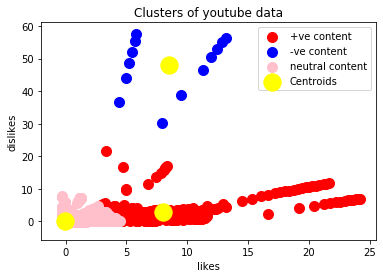 Clusters of youtube data
+ve content
-ve content
neutral content
Centroids
dislikes
60
50
40
30
20
10
0
0 5 10 15 20 25
likes